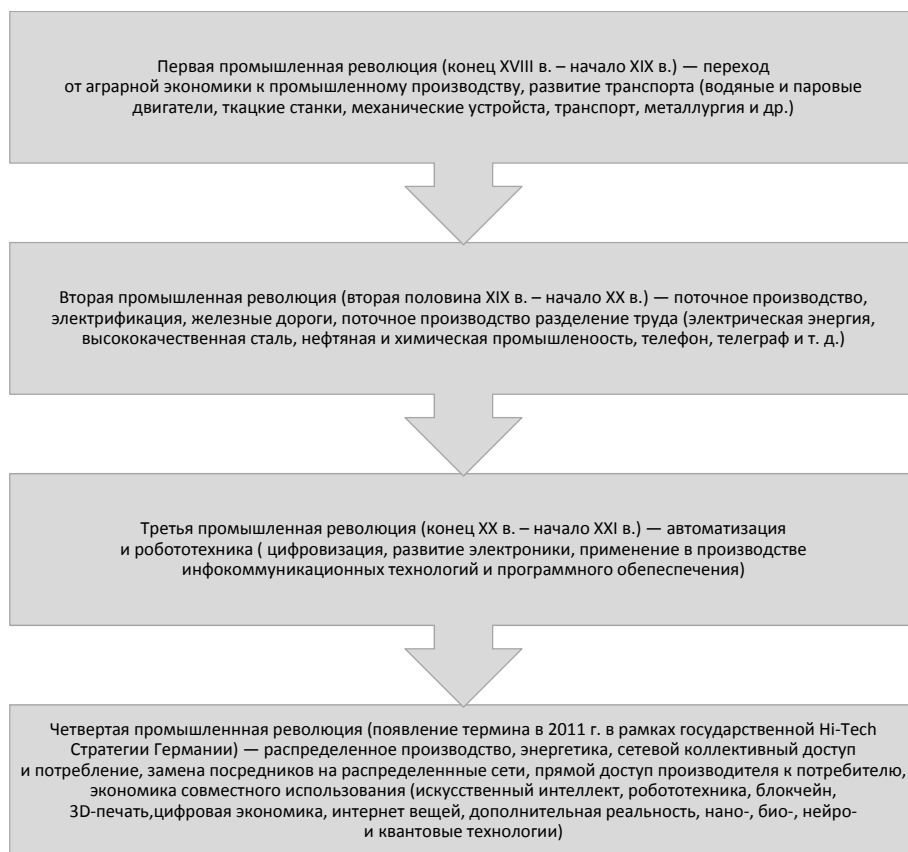 Первая промышленная революция (конец XVIII в. – начало XIX в.) — переход
от аграрной экономики к промышленному производству, развитие транспорта (водяные и паровые
двигатели, ткацкие станки, механические устройста, транспорт, металлургия и др.)
Вторая промышленная революция (вторая половина XIX в. – начало XX в.) — поточное производство,
электрификация, железные дороги, поточное производство разделение труда (электрическая энергия,
высококачественная сталь, нефтяная и химическая промышленоость, телефон, телеграф и т. д.)
Третья промышленная революция (конец XX в. – начало XXI в.) — автоматизация
и робототехника ( цифровизация, развитие электроники, применение в производстве
инфокоммуникационных технологий и программного обепеспечения)
Четвертая промышленнная революция (появление термина в 2011 г. в рамках государственной Hi-Tech
Стратегии Германии) — распределенное производство, энергетика, сетевой коллективный доступ
и потребление, замена посредников на распределеннные сети, прямой доступ производителя к потребителю,
экономика совместного использования (искусственный интеллект, робототехника, блокчейн,
3D-печать,цифровая экономика, интернет вещей, дополнительная реальность, нано-, био-, нейро-
и квантовые технологии)